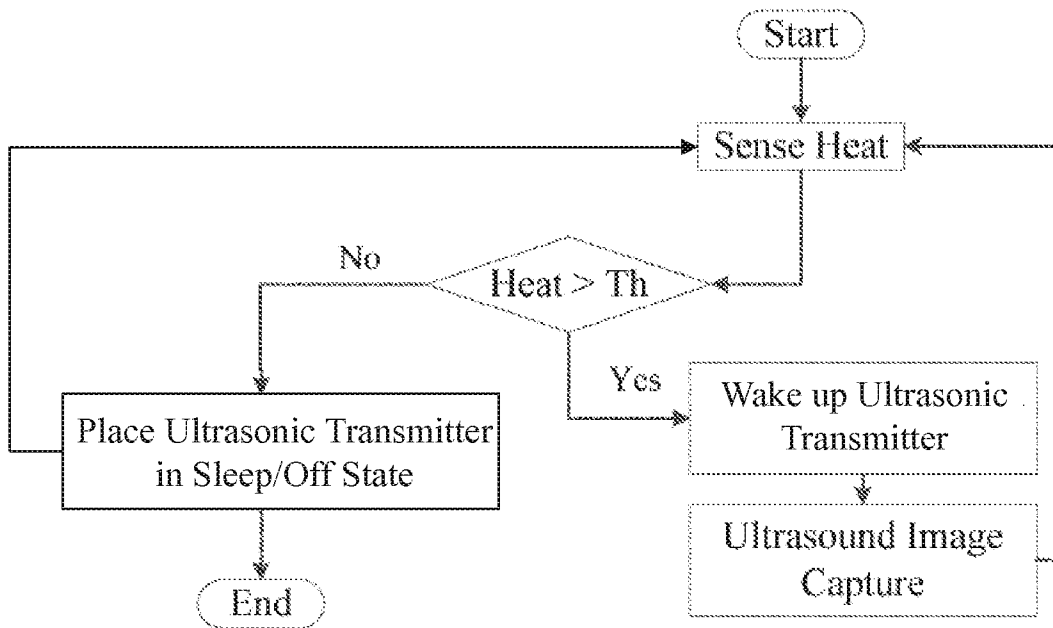 Start
Sense Heat
Heat > Th
No
Yes
Wake up Ultrasonic
Transmitter
Place Ultrasonic Transmitter
in Sleep/Off State
Ultrasound Image
Capture
End